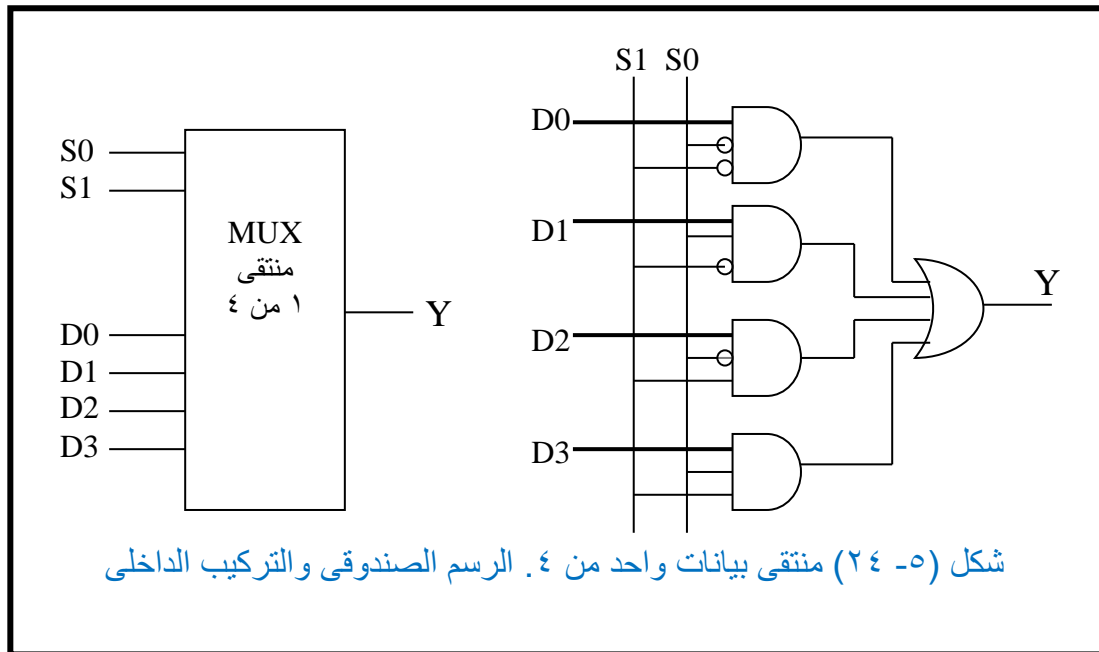 S0
S1
MUX
منتقى
١ من ٤
Y
D0
D1
D2
D3
S1 S0
D0
D1
D2
D3
Y
شكل (٥- ٢٤) منتقى بيانات واحد من ٤. الرسم الصندوقى والتركيب الداخلى